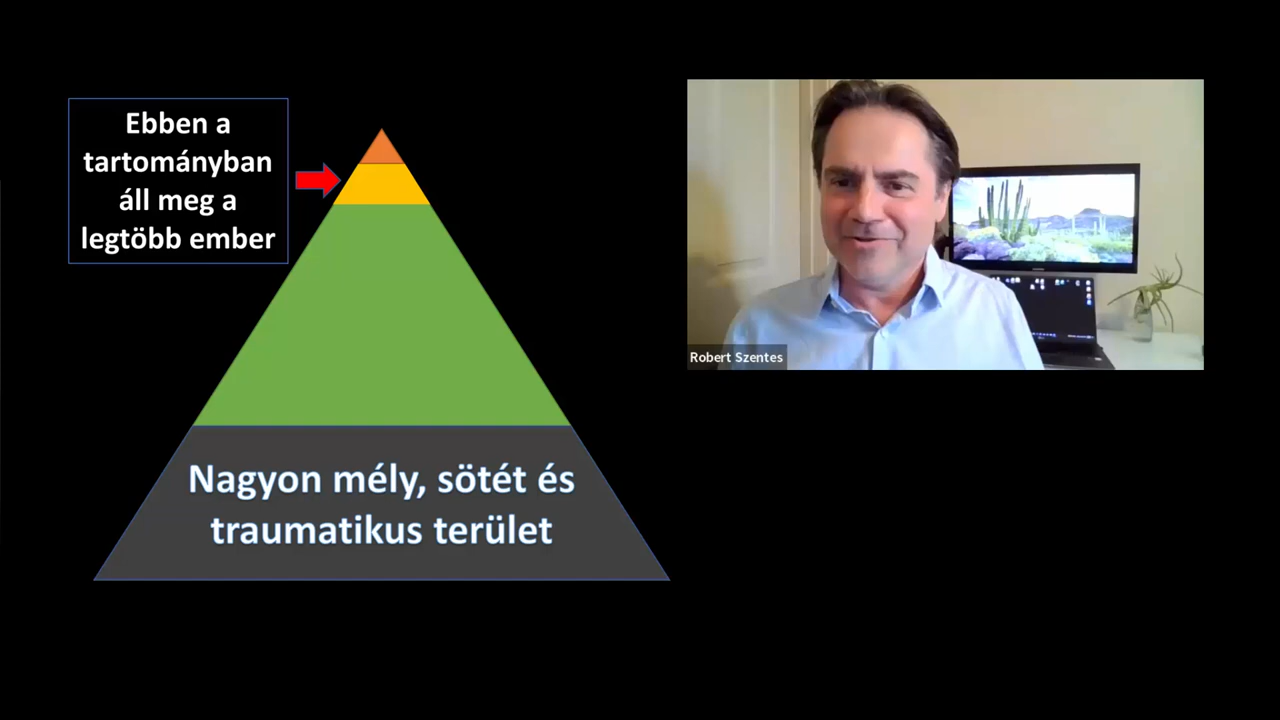 Ebben a
tartományban
áll meg a
legtöbb ember
Nagyon mély, sötét és
traumatikus terület
Robert Szentes